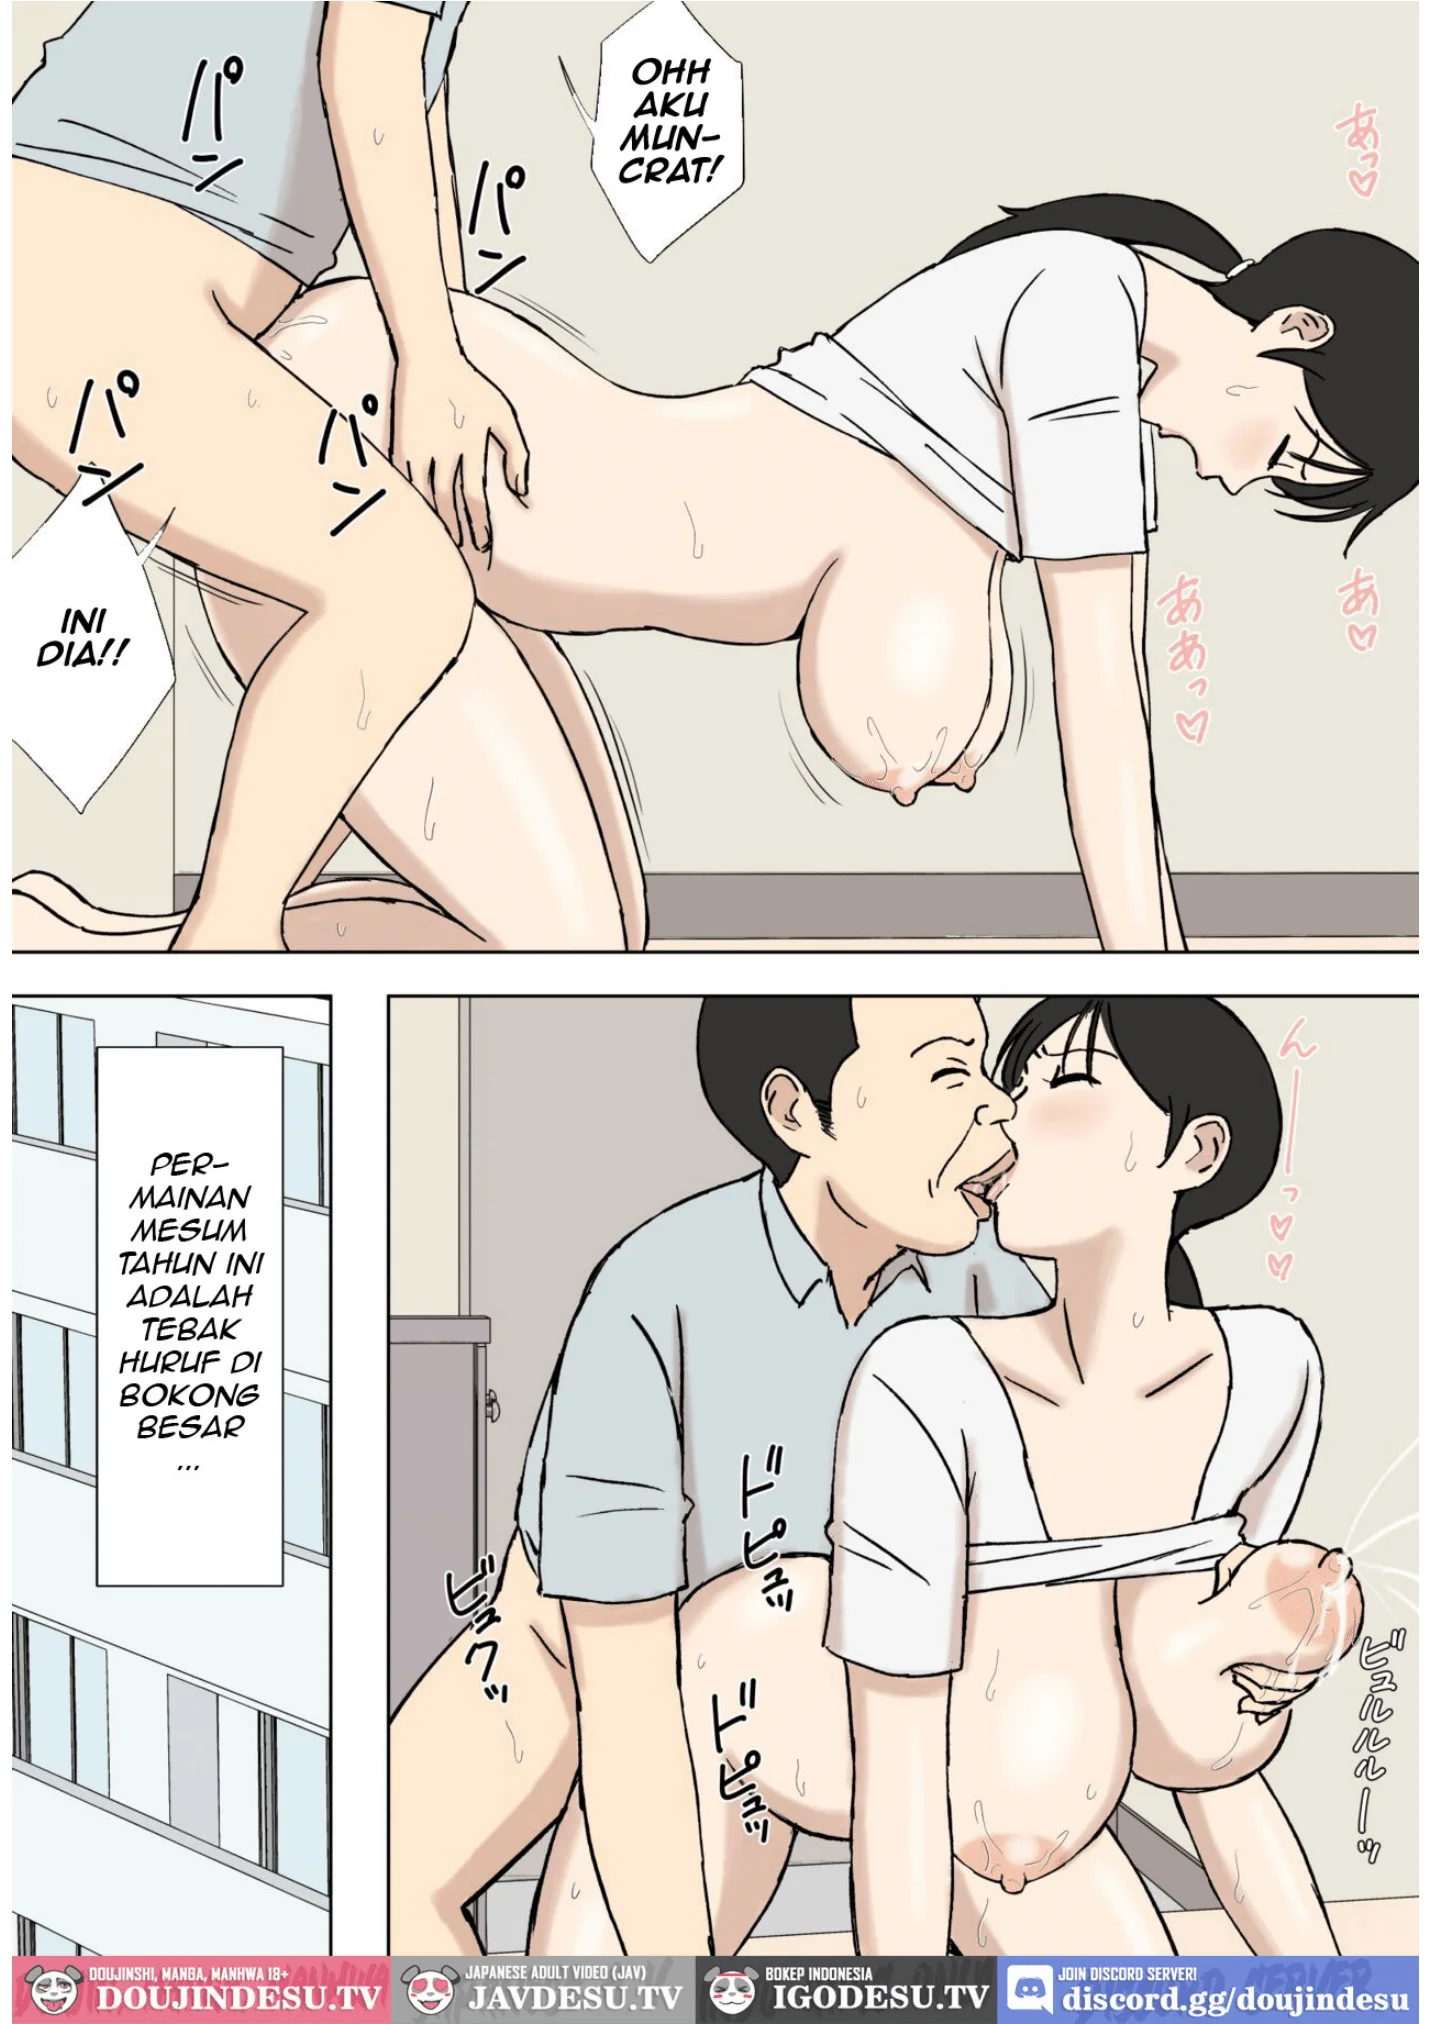 OHH
AKU
MUN-
CRAT!
パン
パン
パン
パン
あっ♡
あ♡
ああっ♡
INI
DIA!!
PER-
MAINAN
MESUM
TAHUN INI
ADALAH
TEBAK
HURUF DI
BOKONG
BESAR
...
んーっ♡♡
ドピュッ
ビュクッ
ドピュッ
ビュルルルーッ
DOUJINSHI, MANGA, MANHWA 18+
DOUJINDESU.TV
JAPANESE ADULT VIDEO (JAV)
JAVDESU.TV
BOKEP INDONESIA
IGODESU.TV
JOIN DISCORD SERVER!
discord.gg/doujindesu